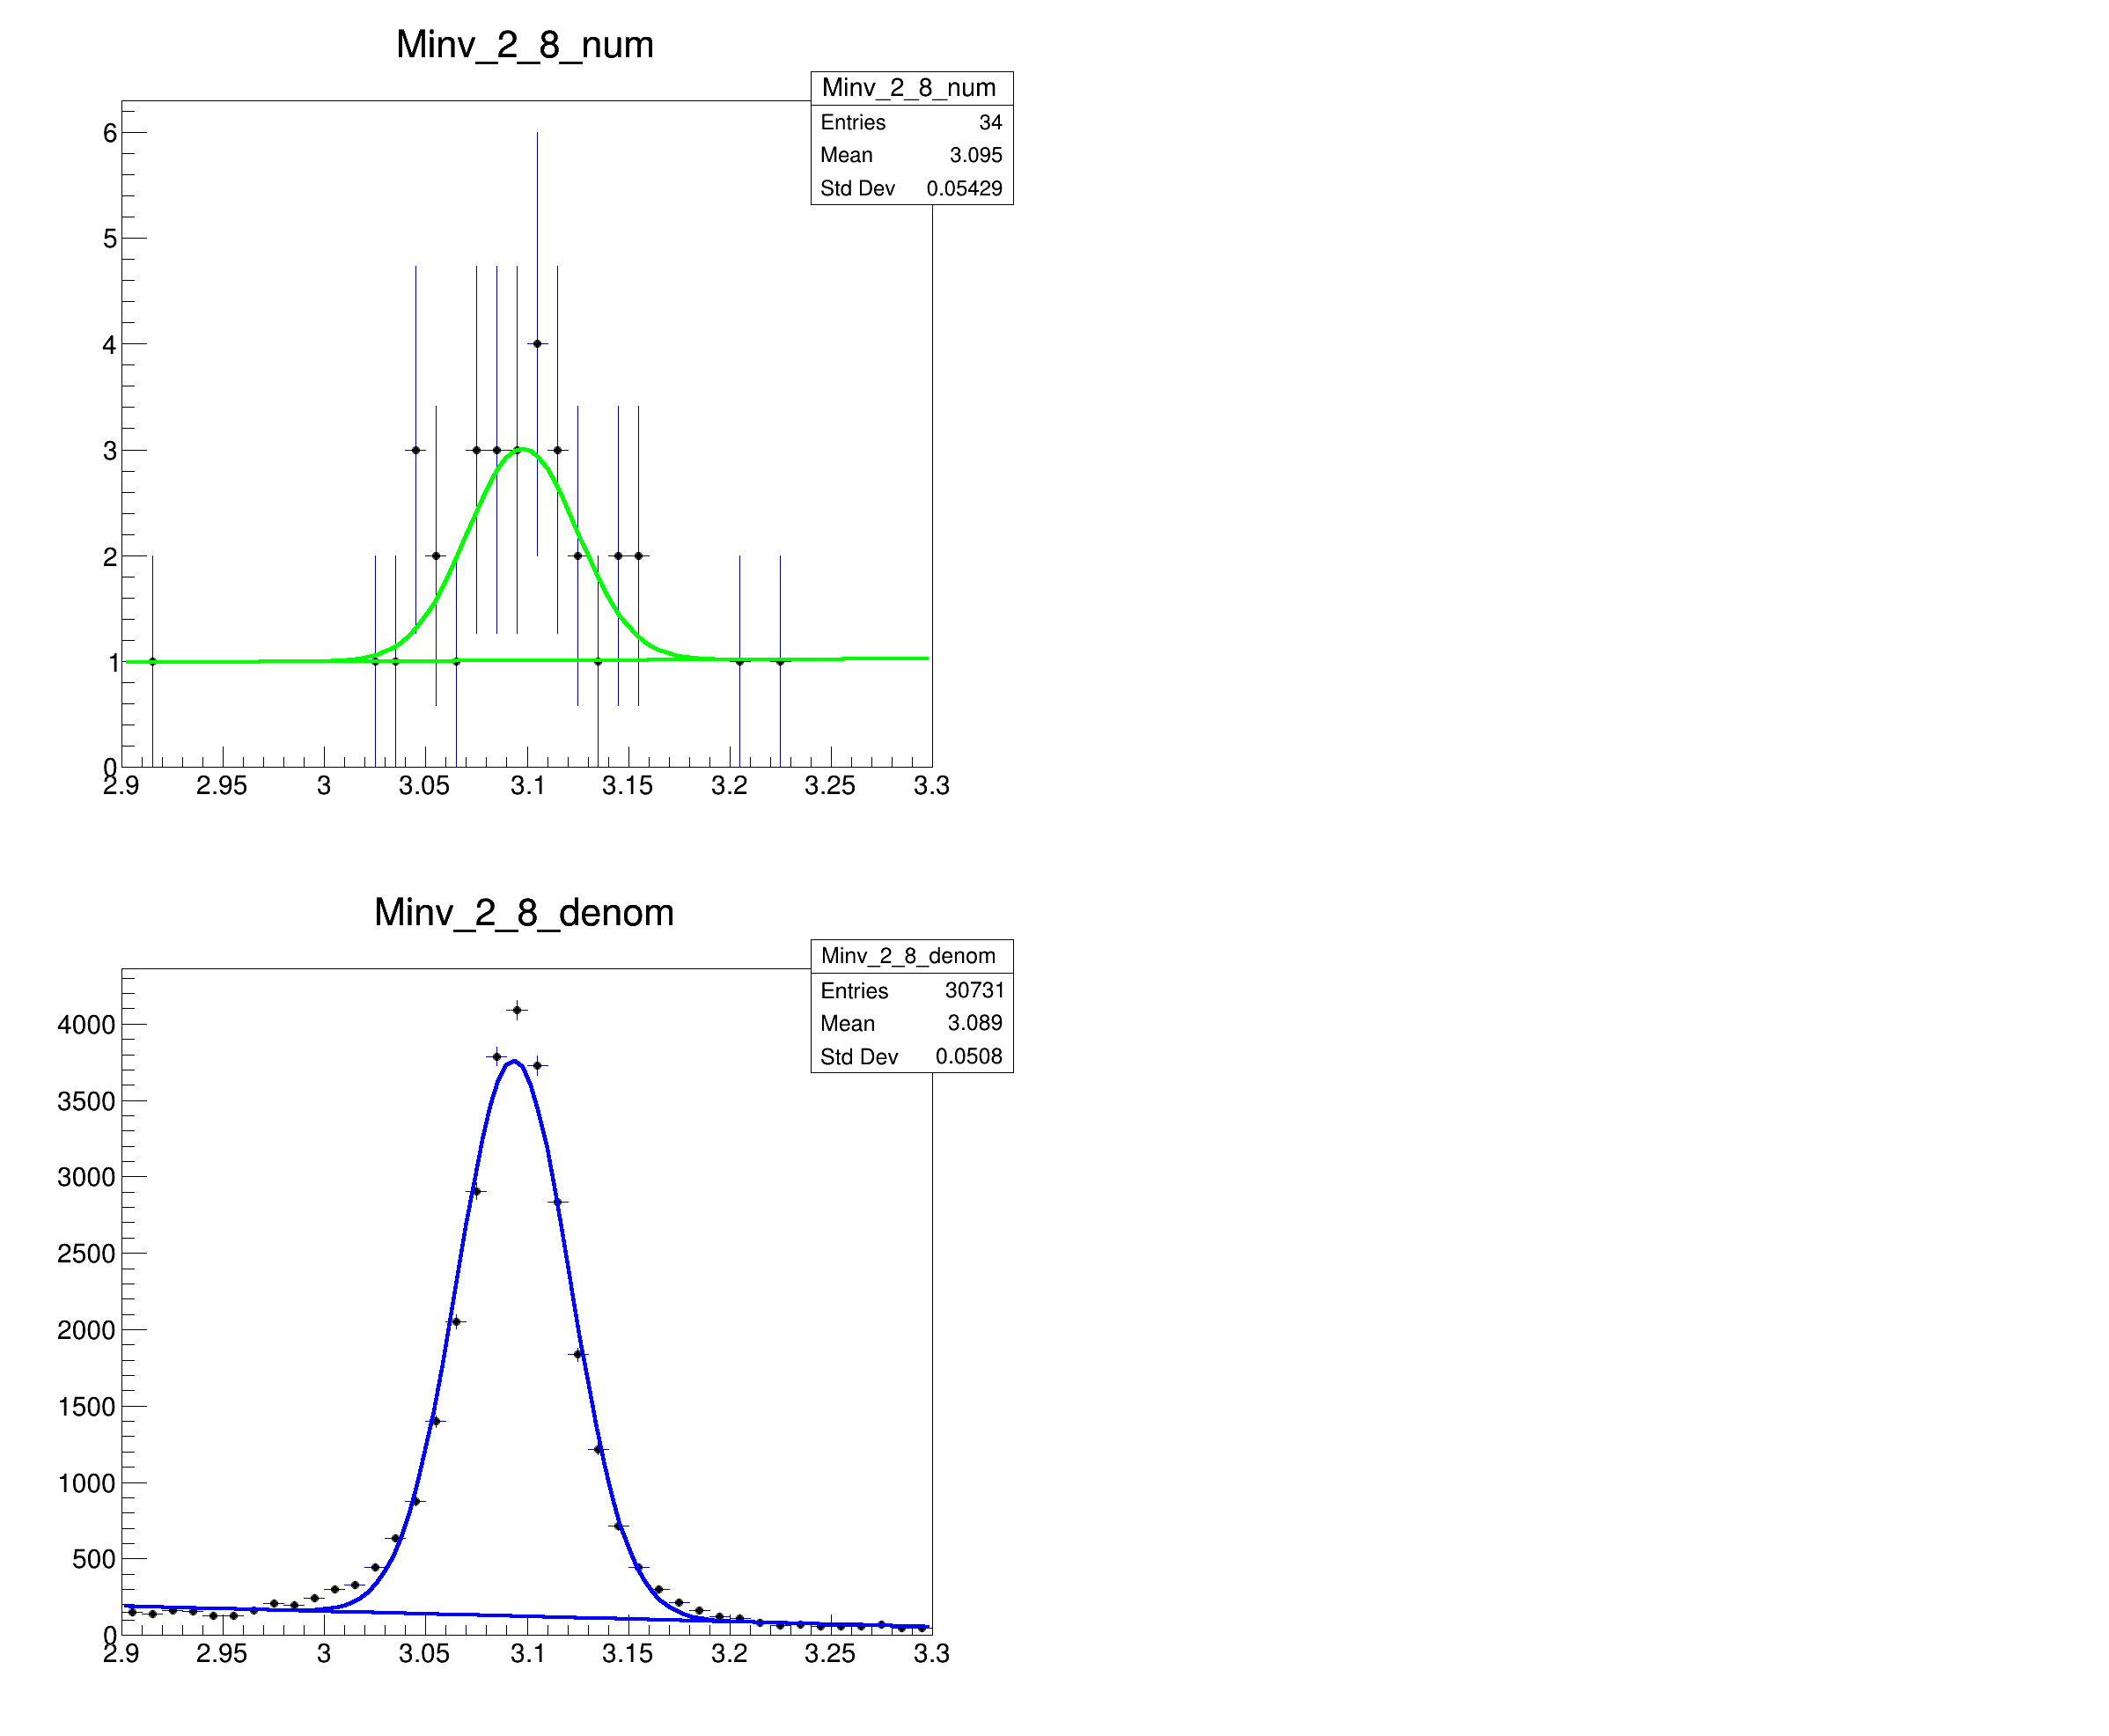 Minv_2_8_num
Minv_2_8_num
Entries 34
Mean 3.095
Std Dev 0.05429
6
5
4
3
2
1
0
2.9 2.95 3 3.05 3.1 3.15 3.2 3.25 3.3
Minv_2_8_denom
Minv_2_8_denom
Entries 30731
Mean 3.089
Std Dev 0.0508
4000
3500
3000
2500
2000
1500
1000
500
0
2.9 2.95 3 3.05 3.1 3.15 3.2 3.25 3.3